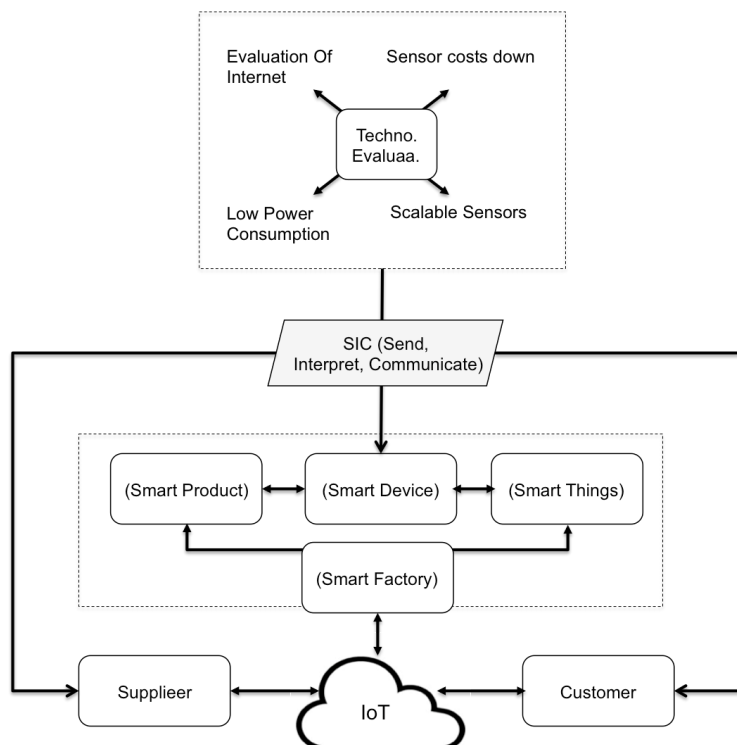 Evaluation Of
Internet
Sensor costs down
Techno.
Evaluaa.
Low Power
Consumption
Scalable Sensors
SIC (Send,
Interpret, Communicate)
(Smart Product)
(Smart Device)
(Smart Things)
(Smart Factory)
Supplieer
IoT
Customer